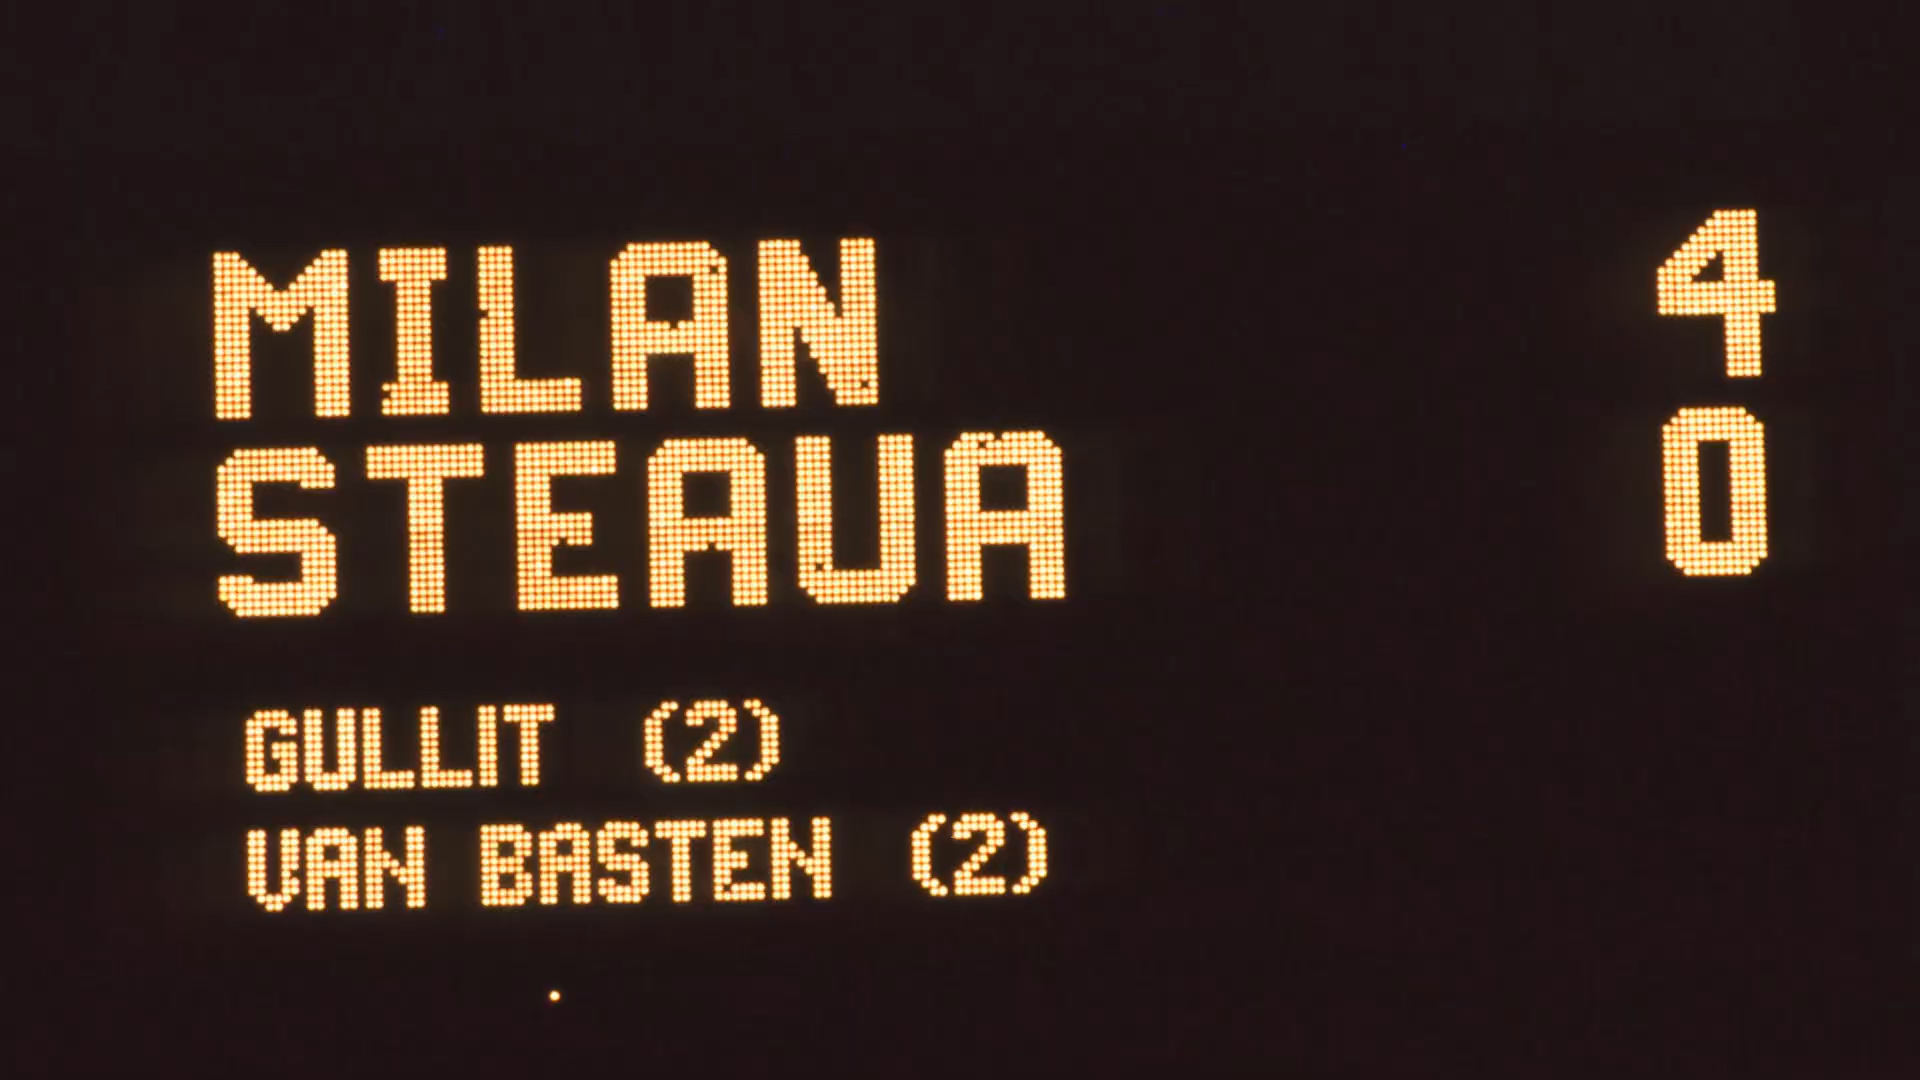 MILAN 4
STEAUA 0
GULLIT (2)
VAN BASTEN (2)